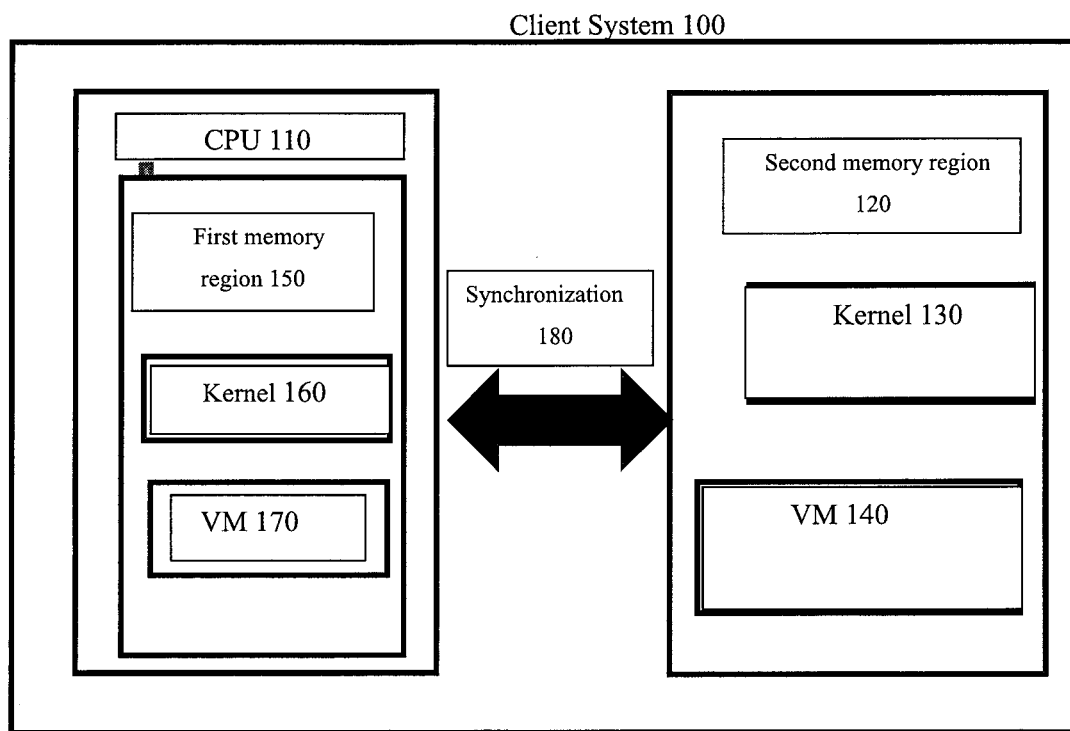 Client System 100
CPU 110
First memory
region 150
Kernel 160
VM 170
Synchronization
180
Second memory region
120
Kernel 130
VM 140